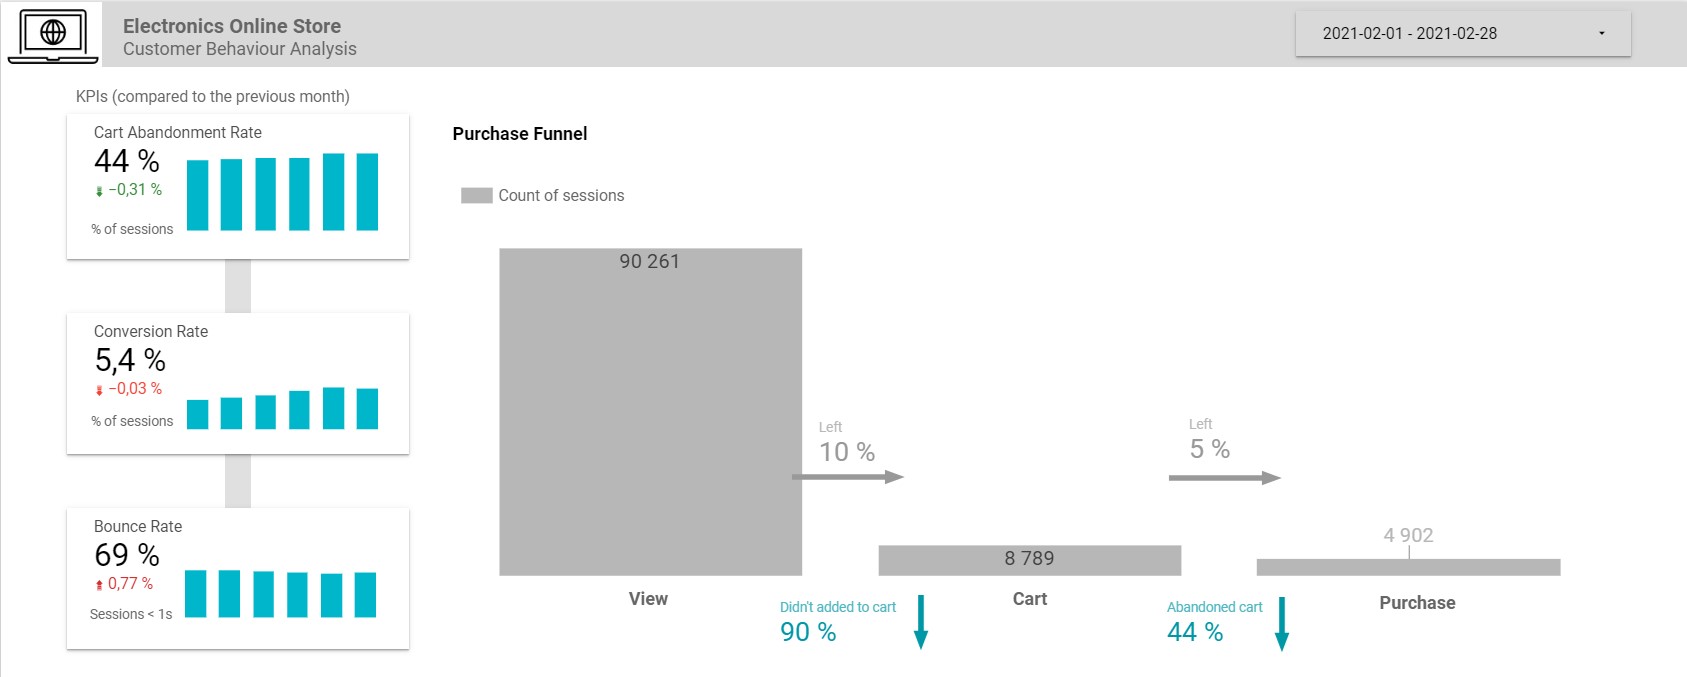 Electronics Online Store
Customer Behaviour Analysis
2021-02-01 - 2021-02-28
KPIs (compared to the previous month)
Cart Abandonment Rate
44 %
−0,31 %
% of sessions
Conversion Rate
5,4 %
−0,03 %
% of sessions
Bounce Rate
69 %
0,77 %
Sessions < 1s
Purchase Funnel
Count of sessions
90 261
Left
10 %
Left
5 %
8 789
4 902
View
Cart
Purchase
Didn't added to cart
90 %
Abandoned cart
44 %